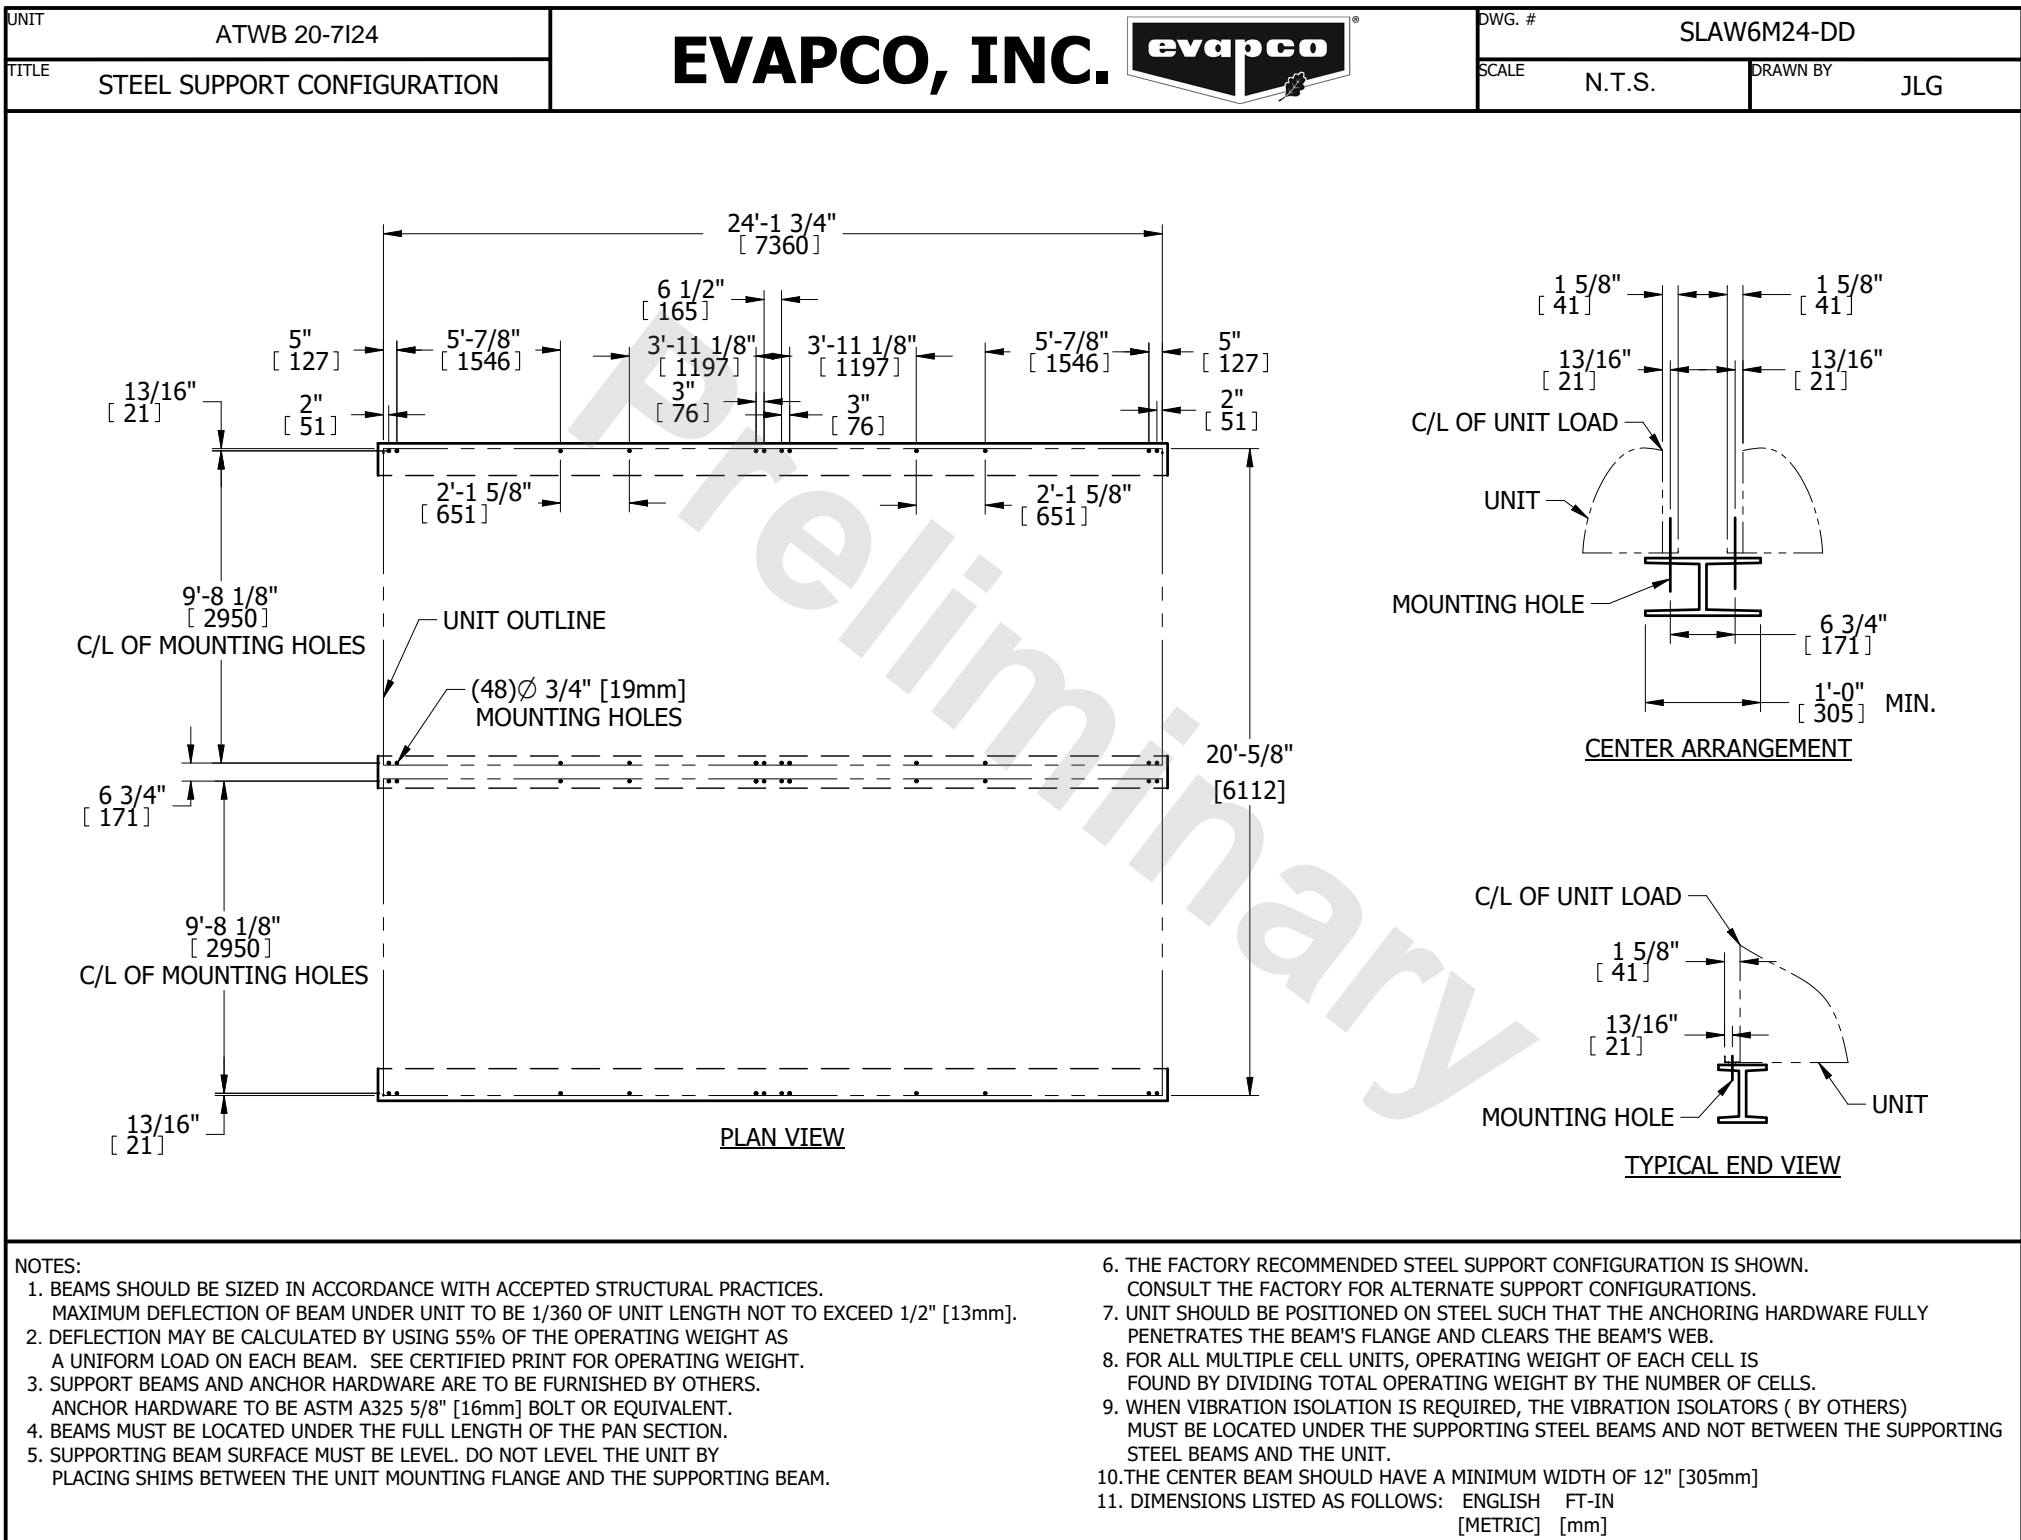 UNIT
ATWB 20-7I24
TITLE
STEEL SUPPORT CONFIGURATION
EVAPCO, INC.
evapco
®
DWG. #
SLAW6M24-DD
SCALE
N.T.S.
DRAWN BY
JLG
24'-1 3/4"
[ 7360]
6 1/2"
[ 165]
5"
[ 127]
5'-7/8"
[ 1546]
3'-11 1/8"
[ 1197]
3'-11 1/8"
[ 1197]
5'-7/8"
[ 1546]
5"
[ 127]
13/16"
[ 21]
2"
[ 51]
3"
[ 76]
3"
[ 76]
2"
[ 51]
2'-1 5/8"
[ 651]
2'-1 5/8"
[ 651]
9'-8 1/8"
[ 2950]
C/L OF MOUNTING HOLES
UNIT OUTLINE
(48)Ø 3/4" [19mm]
MOUNTING HOLES
6 3/4"
[ 171]
20'-5/8"
[6112]
9'-8 1/8"
[ 2950]
C/L OF MOUNTING HOLES
13/16"
[ 21]
PLAN VIEW
Preliminary
1 5/8"
[ 41]
1 5/8"
[ 41]
13/16"
[ 21]
13/16"
[ 21]
C/L OF UNIT LOAD
UNIT
MOUNTING HOLE
6 3/4"
[ 171]
1'-0"
[ 305]
MIN.
CENTER ARRANGEMENT
C/L OF UNIT LOAD
1 5/8"
[ 41]
13/16"
[ 21]
MOUNTING HOLE
UNIT
TYPICAL END VIEW
NOTES:
1. BEAMS SHOULD BE SIZED IN ACCORDANCE WITH ACCEPTED STRUCTURAL PRACTICES.
MAXIMUM DEFLECTION OF BEAM UNDER UNIT TO BE 1/360 OF UNIT LENGTH NOT TO EXCEED 1/2" [13mm].
2. DEFLECTION MAY BE CALCULATED BY USING 55% OF THE OPERATING WEIGHT AS
A UNIFORM LOAD ON EACH BEAM. SEE CERTIFIED PRINT FOR OPERATING WEIGHT.
3. SUPPORT BEAMS AND ANCHOR HARDWARE ARE TO BE FURNISHED BY OTHERS.
ANCHOR HARDWARE TO BE ASTM A325 5/8" [16mm] BOLT OR EQUIVALENT.
4. BEAMS MUST BE LOCATED UNDER THE FULL LENGTH OF THE PAN SECTION.
5. SUPPORTING BEAM SURFACE MUST BE LEVEL. DO NOT LEVEL THE UNIT BY
PLACING SHIMS BETWEEN THE UNIT MOUNTING FLANGE AND THE SUPPORTING BEAM.
6. THE FACTORY RECOMMENDED STEEL SUPPORT CONFIGURATION IS SHOWN.
CONSULT THE FACTORY FOR ALTERNATE SUPPORT CONFIGURATIONS.
7. UNIT SHOULD BE POSITIONED ON STEEL SUCH THAT THE ANCHORING HARDWARE FULLY
PENETRATES THE BEAM'S FLANGE AND CLEARS THE BEAM'S WEB.
8. FOR ALL MULTIPLE CELL UNITS, OPERATING WEIGHT OF EACH CELL IS
FOUND BY DIVIDING TOTAL OPERATING WEIGHT BY THE NUMBER OF CELLS.
9. WHEN VIBRATION ISOLATION IS REQUIRED, THE VIBRATION ISOLATORS ( BY OTHERS)
MUST BE LOCATED UNDER THE SUPPORTING STEEL BEAMS AND NOT BETWEEN THE SUPPORTING
STEEL BEAMS AND THE UNIT.
10.THE CENTER BEAM SHOULD HAVE A MINIMUM WIDTH OF 12" [305mm]
11. DIMENSIONS LISTED AS FOLLOWS: ENGLISH FT-IN
[METRIC] [mm]